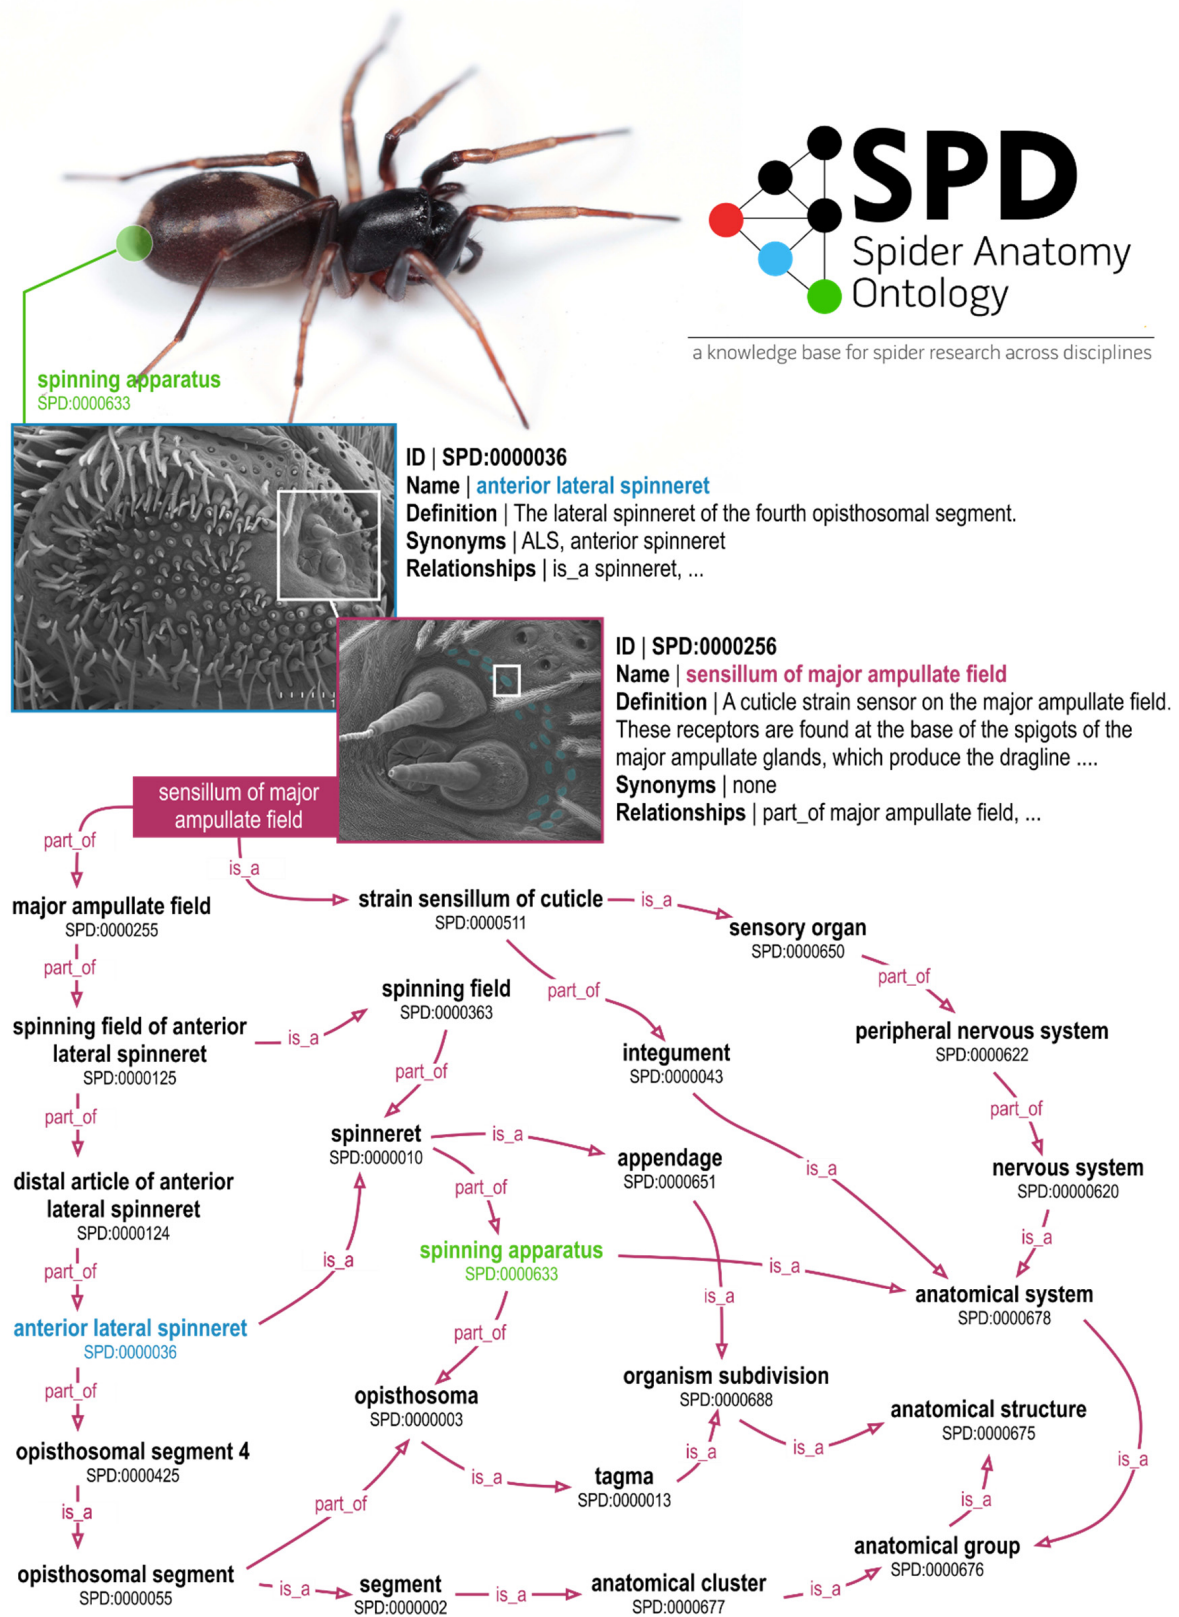 SPD
Spider Anatomy
Ontology
a knowledge base for spider research across disciplines
spinning apparatus
SPD:0000633
ID | SPD:0000036
Name | anterior lateral spinneret
Definition | The lateral spinneret of the fourth opisthosomal segment.
Synonyms | ALS, anterior spinneret
Relationships | is_a spinneret, ...
ID | SPD:0000256
Name | sensillum of major ampullate field
Definition | A cuticle strain sensor on the major ampullate field.
These receptors are found at the base of the spigots of the
major ampullate glands, which produce the dragline ....
Synonyms | none
Relationships | part_of major ampullate field, ...
sensillum of major
ampullate field
part_of
is_a
major ampullate field
SPD:0000255
strain sensillum of cuticle
SPD:0000511
is_a
sensory organ
SPD:0000650
part_of
spinning field
SPD:0000363
part_of
part_of
spinning field of anterior
lateral spinneret
SPD:0000125
is_a
peripheral nervous system
SPD:0000622
integument
SPD:0000043
part_of
part_of
part_of
spinneret
SPD:0000010
is_a
appendage
SPD:0000651
is_a
nervous system
SPD:00000620
distal article of anterior
lateral spinneret
SPD:0000124
part_of
spinning apparatus
SPD:0000633
is_a
is_a
part_of
is_a
is_a
anatomical system
SPD:0000678
anterior lateral spinneret
SPD:0000036
part_of
part_of
opisthosoma
SPD:0000003
organism subdivision
SPD:0000688
anatomical structure
SPD:0000675
opisthosomal segment 4
SPD:0000425
is_a
is_a
is_a
is_a
tagma
SPD:0000013
is_a
part_of
is_a
anatomical group
SPD:0000676
opisthosomal segment
SPD:0000055
is_a
segment
SPD:0000002
is_a
anatomical cluster
SPD:0000677
is_a